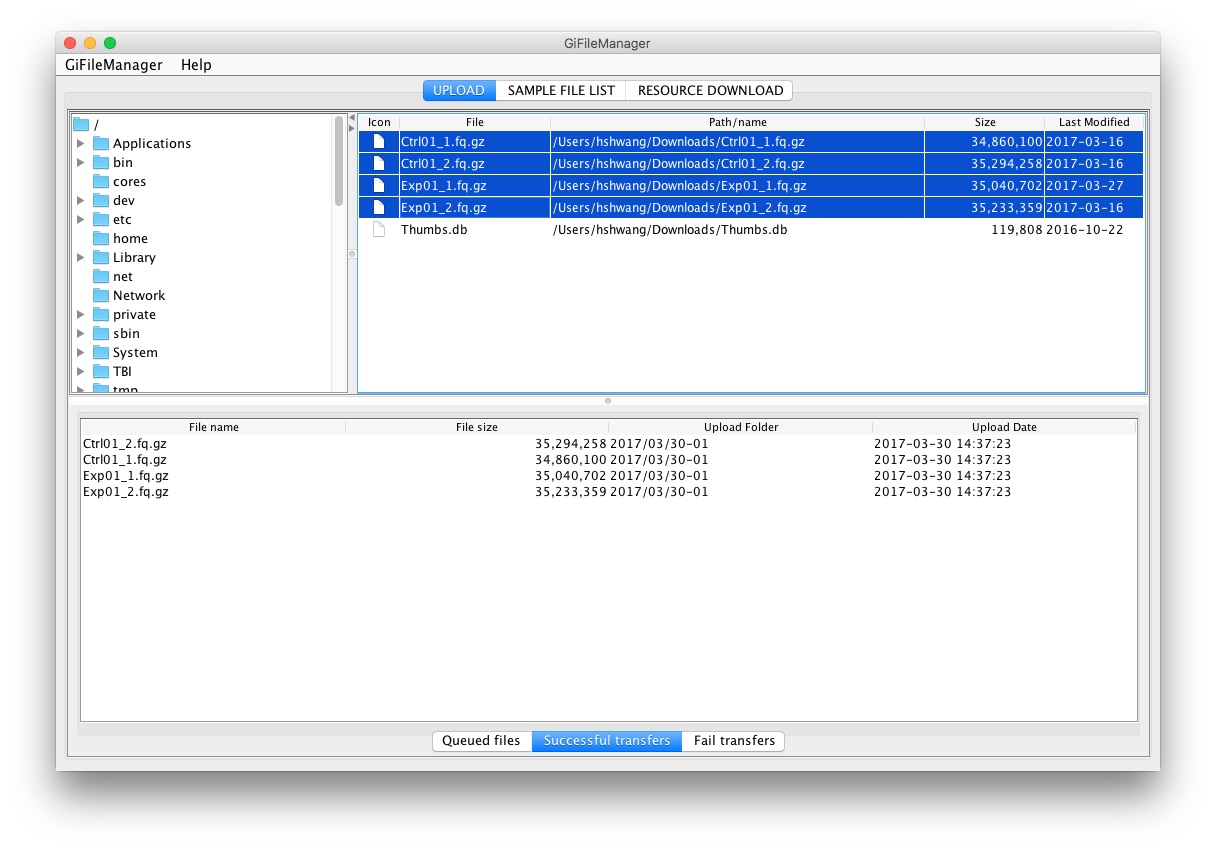 GiFileManager
GiFileManager Help
UPLOAD SAMPLE FILE LIST RESOURCE DOWNLOAD
/
Applications
bin
cores
dev
etc
home
Library
net
Network
private
sbin
System
TBI
tmp
Icon File Path/name Size Last Modified
Ctrl01_1.fq.gz /Users/hshwang/Downloads/Ctrl01_1.fq.gz 34,860,100 2017-03-16
Ctrl01_2.fq.gz /Users/hshwang/Downloads/Ctrl01_2.fq.gz 35,294,258 2017-03-16
Exp01_1.fq.gz /Users/hshwang/Downloads/Exp01_1.fq.gz 35,040,702 2017-03-27
Exp01_2.fq.gz /Users/hshwang/Downloads/Exp01_2.fq.gz 35,233,359 2017-03-16
Thumbs.db /Users/hshwang/Downloads/Thumbs.db 119,808 2016-10-22
File name File size Upload Folder Upload Date
Ctrl01_2.fq.gz 35,294,258 2017/03/30-01 2017-03-30 14:37:23
Ctrl01_1.fq.gz 34,860,100 2017/03/30-01 2017-03-30 14:37:23
Exp01_1.fq.gz 35,040,702 2017/03/30-01 2017-03-30 14:37:23
Exp01_2.fq.gz 35,233,359 2017/03/30-01 2017-03-30 14:37:23
Queued files Successful transfers Fail transfers